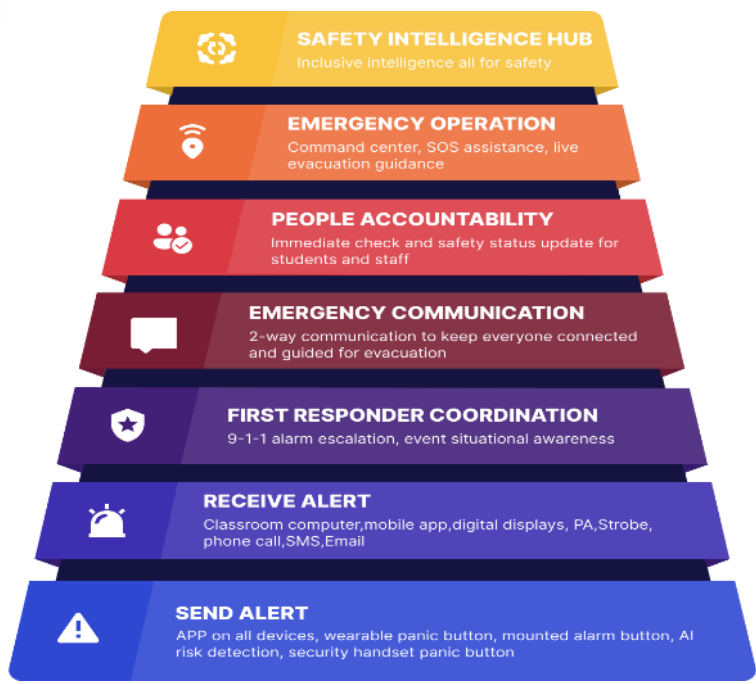 SAFETY INTELLIGENCE HUB
Inclusive intelligence all for safety
EMERGENCY OPERATION
Command center, SOS assistance, live
evacuation guidance
PEOPLE ACCOUNTABILITY
Immediate check and safety status update for
students and staff
EMERGENCY COMMUNICATION
2-way communication to keep everyone connected
and guided for evacuation
FIRST RESPONDER COORDINATION
9-1-1 alarm escalation, event situational awareness
RECEIVE ALERT
Classroom computer,mobile app,digital displays, PA,Strobe,
phone call,SMS,Email
SEND ALERT
APP on all devices, wearable panic button, mounted alarm button, AI
risk detection, security handset panic button